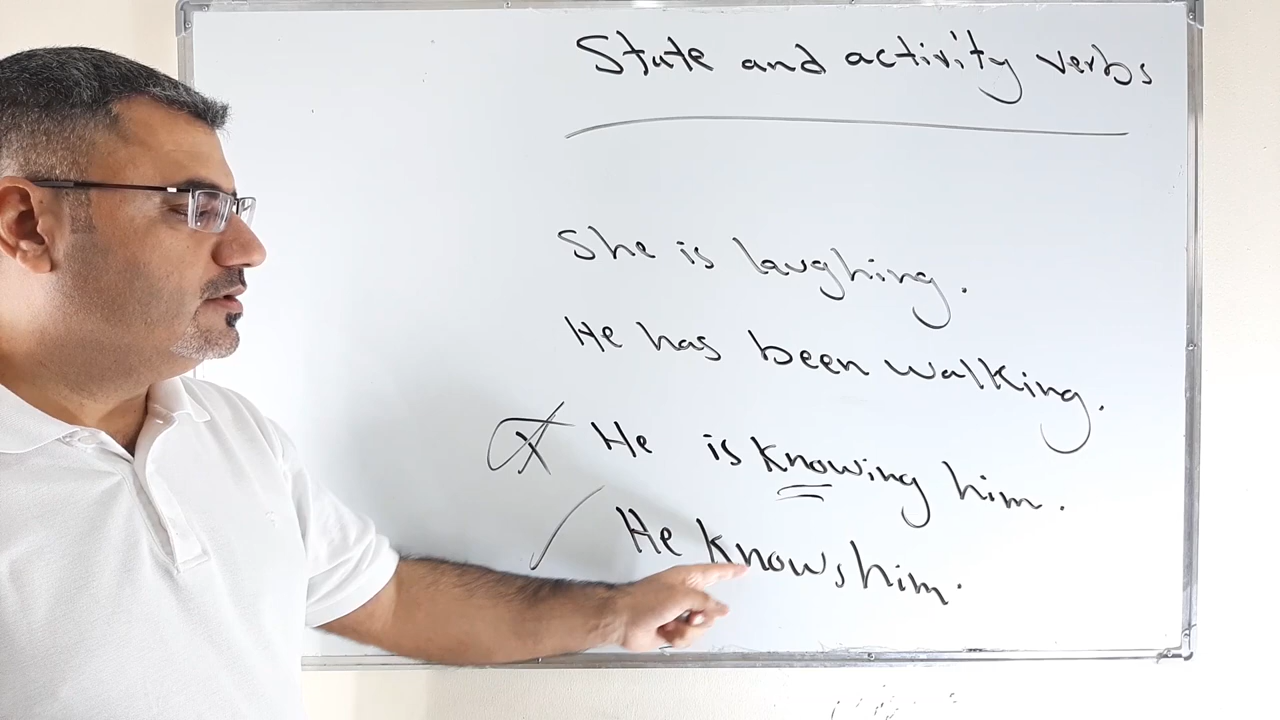 State and activity verbs
She is laughing.
He has been walking.
X He is knowing him.
✓ He knows him.